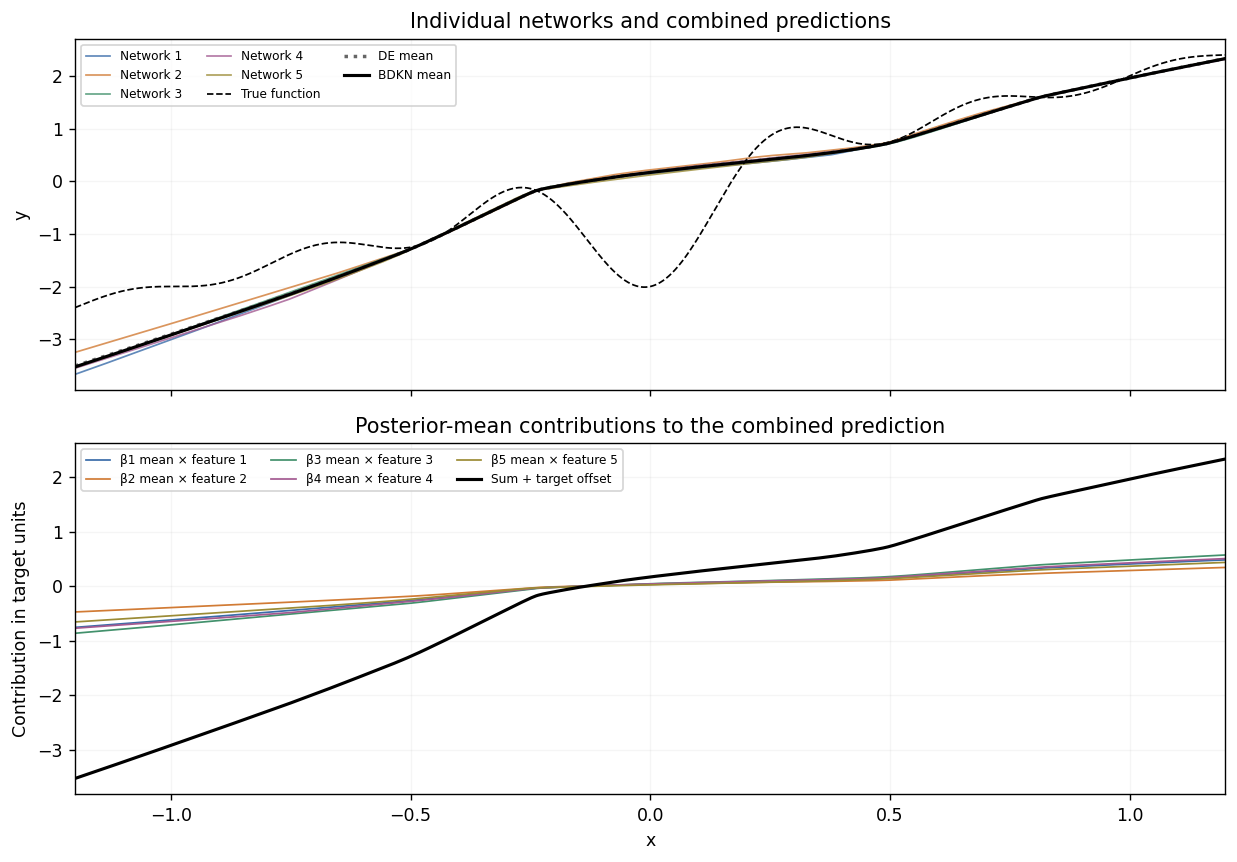 Individual networks and combined predictions
Network 1
Network 2
Network 3
Network 4
Network 5
True function
DE mean
BDKN mean
y
2
1
0
−1
−2
−3
Posterior-mean contributions to the combined prediction
β1 mean × feature 1
β2 mean × feature 2
β3 mean × feature 3
β4 mean × feature 4
β5 mean × feature 5
Sum + target offset
Contribution in target units
2
1
0
−1
−2
−3
−1.0
−0.5
0.0
0.5
1.0
x